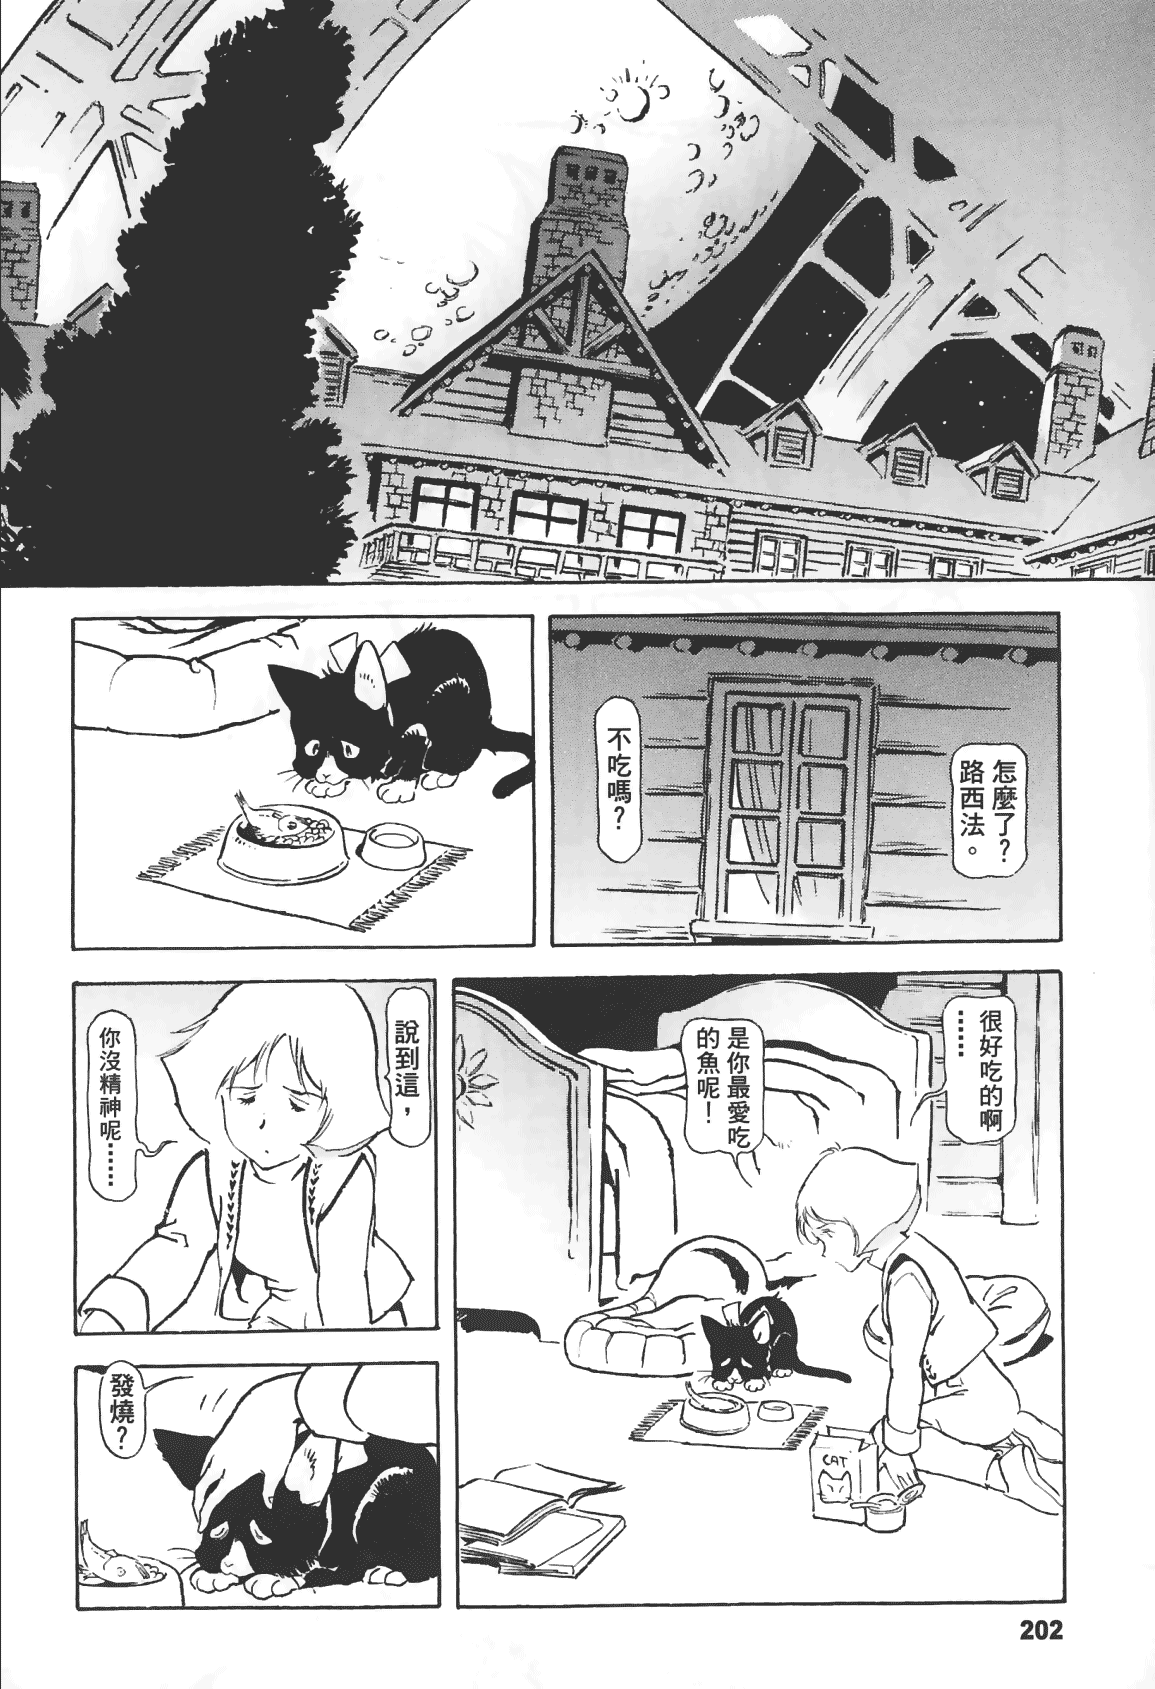 怎麼了?
路西法。
不吃嗎?
很好吃的啊
……
是你最愛吃
的魚呢！
CAT
說到這，
你沒精神呢……
發燒?
202